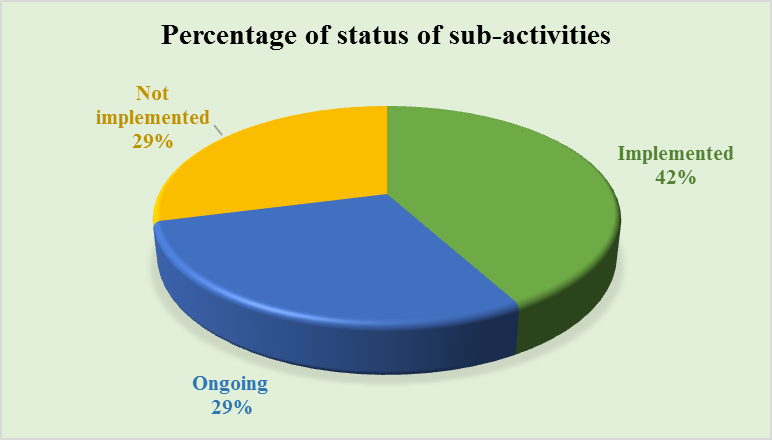 Percentage of status of sub-activities
Not
implemented
29%
Implemented
42%
Ongoing
29%